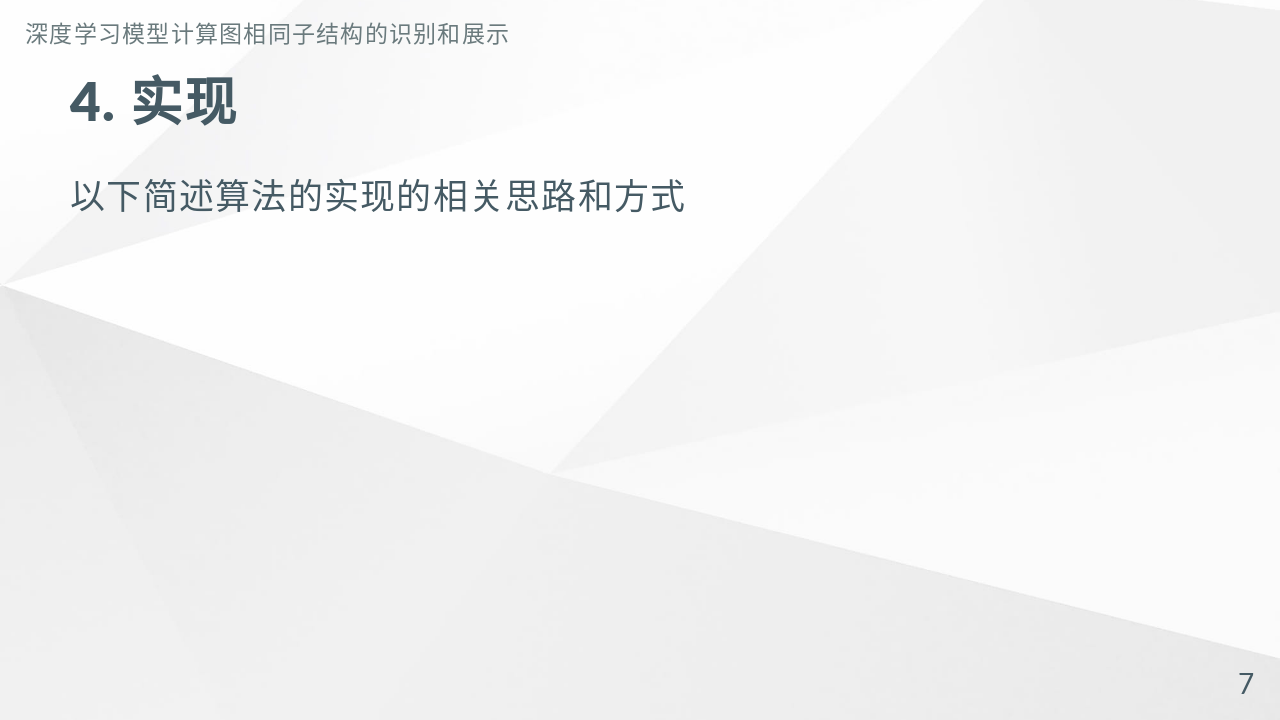 深度学习模型计算图相同子结构的识别和展示
4. 实现
以下简述算法的实现的相关思路和方式
7